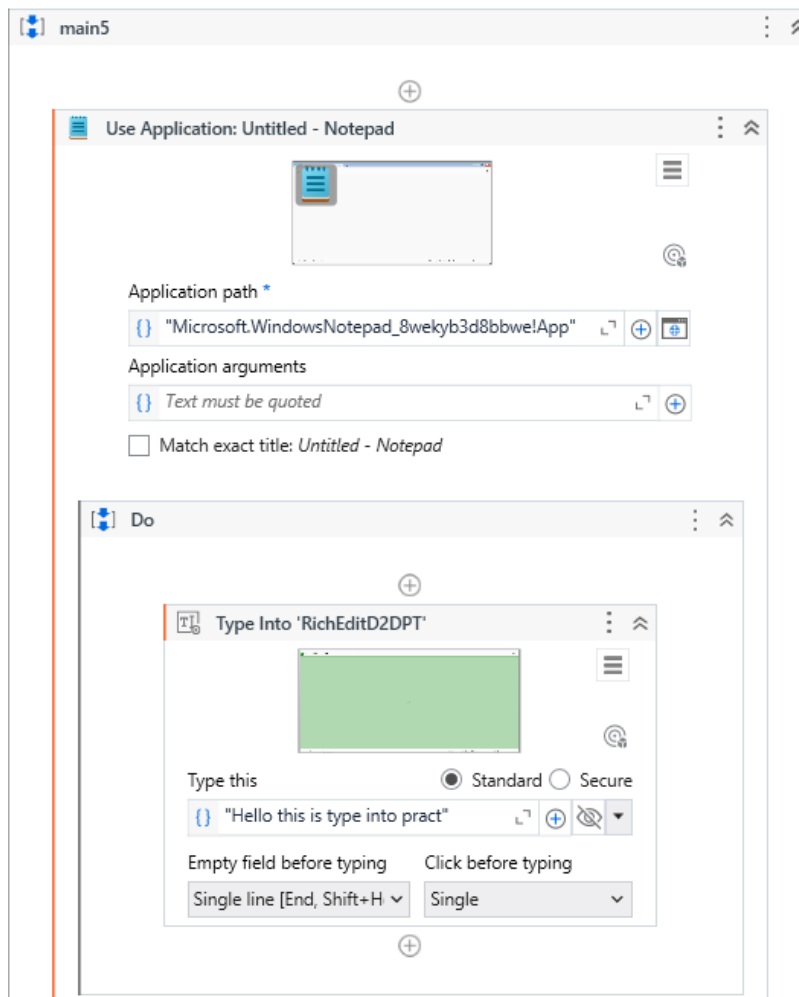 main5
Use Application: Untitled - Notepad
Application path *
{} "Microsoft.WindowsNotepad_8wekyb3d8bbwe!App"
Application arguments
{} Text must be quoted
Match exact title: Untitled - Notepad
Do
Type Into 'RichEditD2DPT'
Type this Standard Secure
{} "Hello this is type into pract"
Empty field before typing Click before typing
Single line [End, Shift+H Single